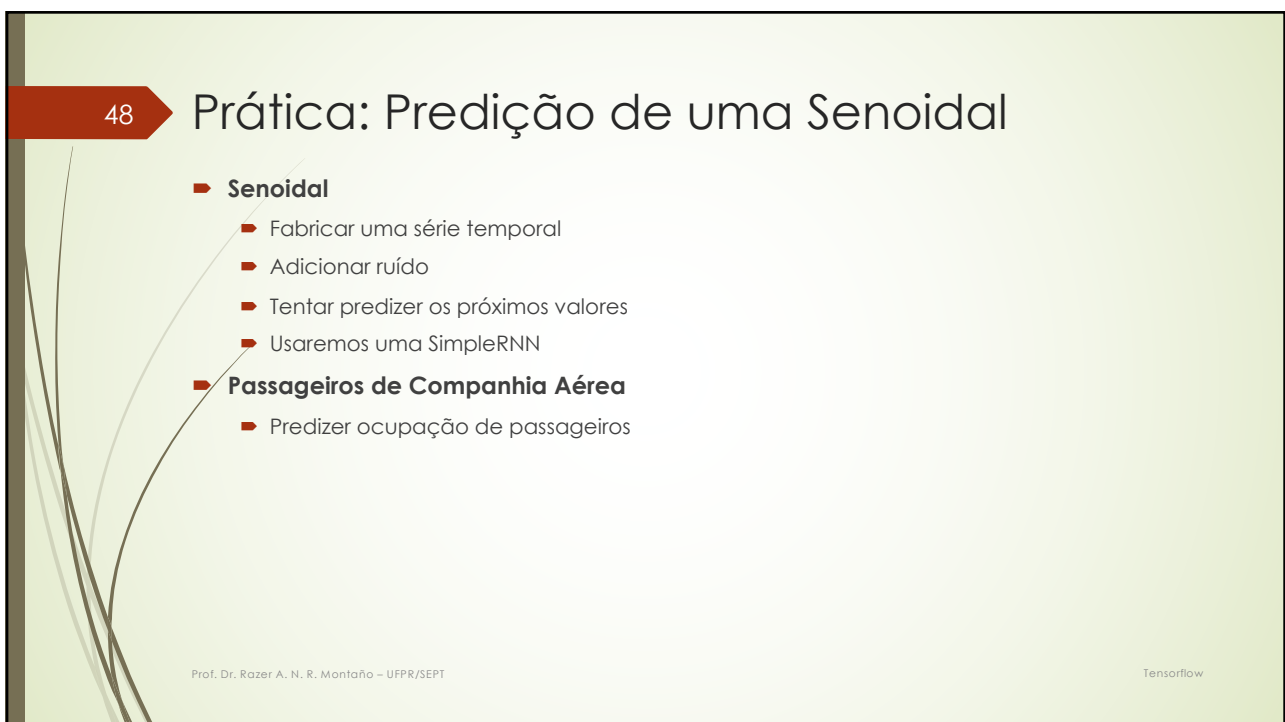 48
Prática: Predição de uma Senoidal
Senoidal
Fabricar uma série temporal
Adicionar ruído
Tentar predizer os próximos valores
Usaremos uma SimpleRNN
Passageiros de Companhia Aérea
Predizer ocupação de passageiros
Prof. Dr. Razer A. N. R. Montaño – UFPR/SEPT
Tensorflow